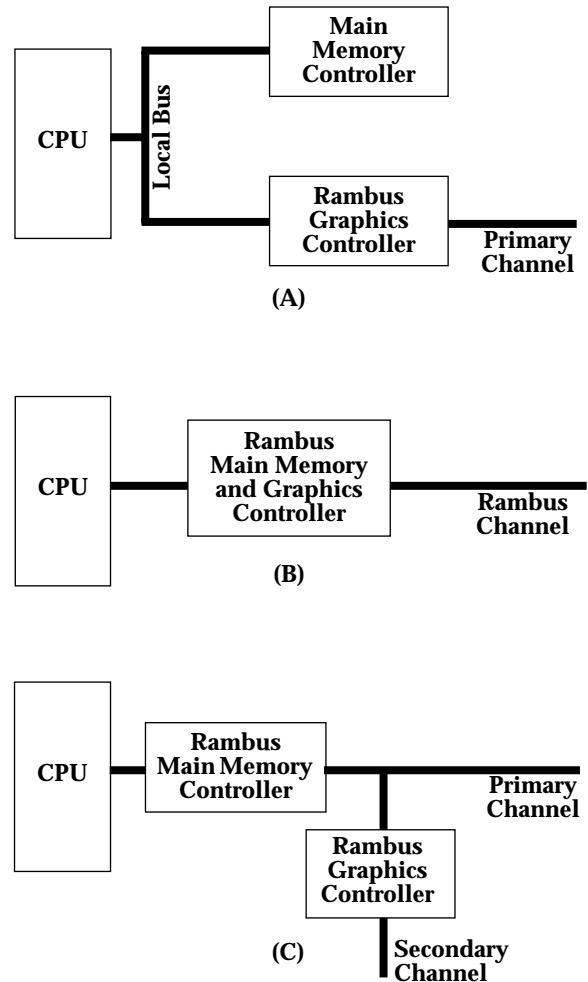 Main
Memory
Controller
CPU
Local Bus
Rambus
Graphics
Controller
Primary
Channel
(A)
Rambus
Main Memory
and Graphics
Controller
CPU
Rambus
Channel
(B)
Rambus
Main Memory
Controller
CPU
Primary
Channel
Rambus
Graphics
Controller
(C)
Secondary
Channel